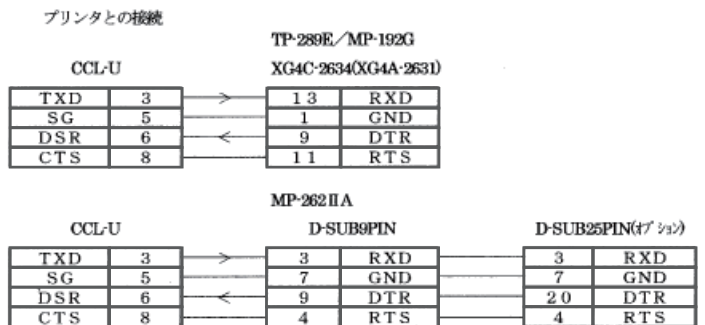 プリンタとの接続
TP-289E／MP-192G
CCL-U XG4C-2634(XG4A-2631)
TXD 3 13 RXD
SG 5 1 GND
DSR 6 9 DTR
CTS 8 11 RTS
MP-262ⅡA
CCL-U D-SUB9PIN D-SUB25PIN(ｵﾌﾟｼｮﾝ)
TXD 3 3 RXD 3 RXD
SG 5 7 GND 7 GND
DSR 6 9 DTR 20 DTR
CTS 8 4 RTS 4 RTS